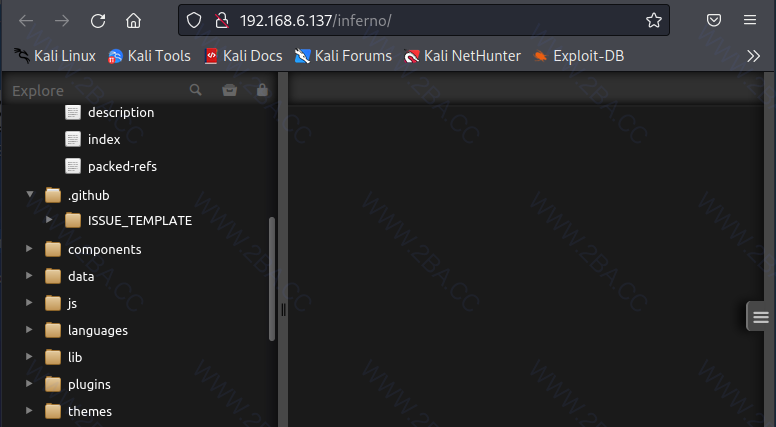 192.168.6.137/inferno/
Kali Linux Kali Tools Kali Docs Kali Forums Kali NetHunter Exploit-DB
Explore
description
index
packed-refs
.github
ISSUE_TEMPLATE
components
data
js
languages
lib
plugins
themes
WWW.2BA.CC